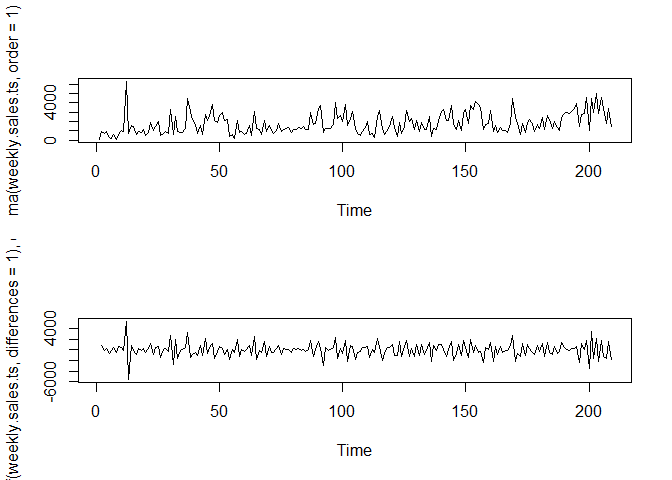 ma(weekly.sales.ts, order = 1)
4000
0
0 50 100 150 200
Time
f(weekly.sales.ts, differences = 1),
4000
-6000
0 50 100 150 200
Time